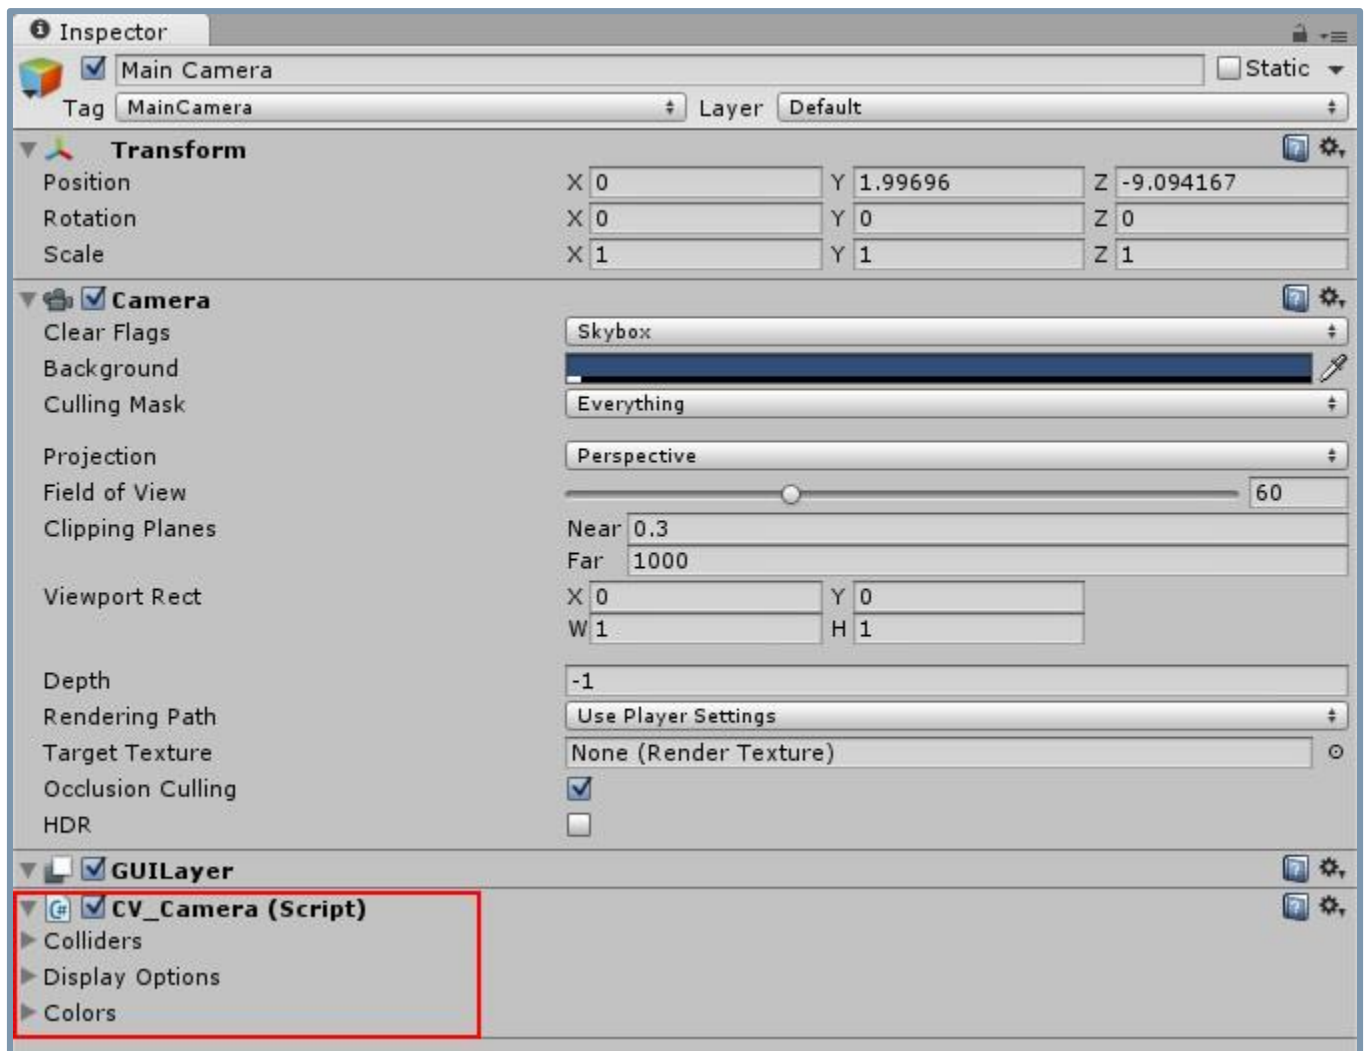 Inspector
Main Camera Static
Tag MainCamera Layer Default
Transform
Position X 0 Y 1.99696 Z -9.094167
Rotation X 0 Y 0 Z 0
Scale X 1 Y 1 Z 1
Camera
Clear Flags Skybox
Background
Culling Mask Everything
Projection Perspective
Field of View 60
Clipping Planes Near 0.3
Far 1000
Viewport Rect X 0 Y 0
W 1 H 1
Depth -1
Rendering Path Use Player Settings
Target Texture None (Render Texture)
Occlusion Culling
HDR
GUILayer
C# CV_Camera (Script)
Colliders
Display Options
Colors